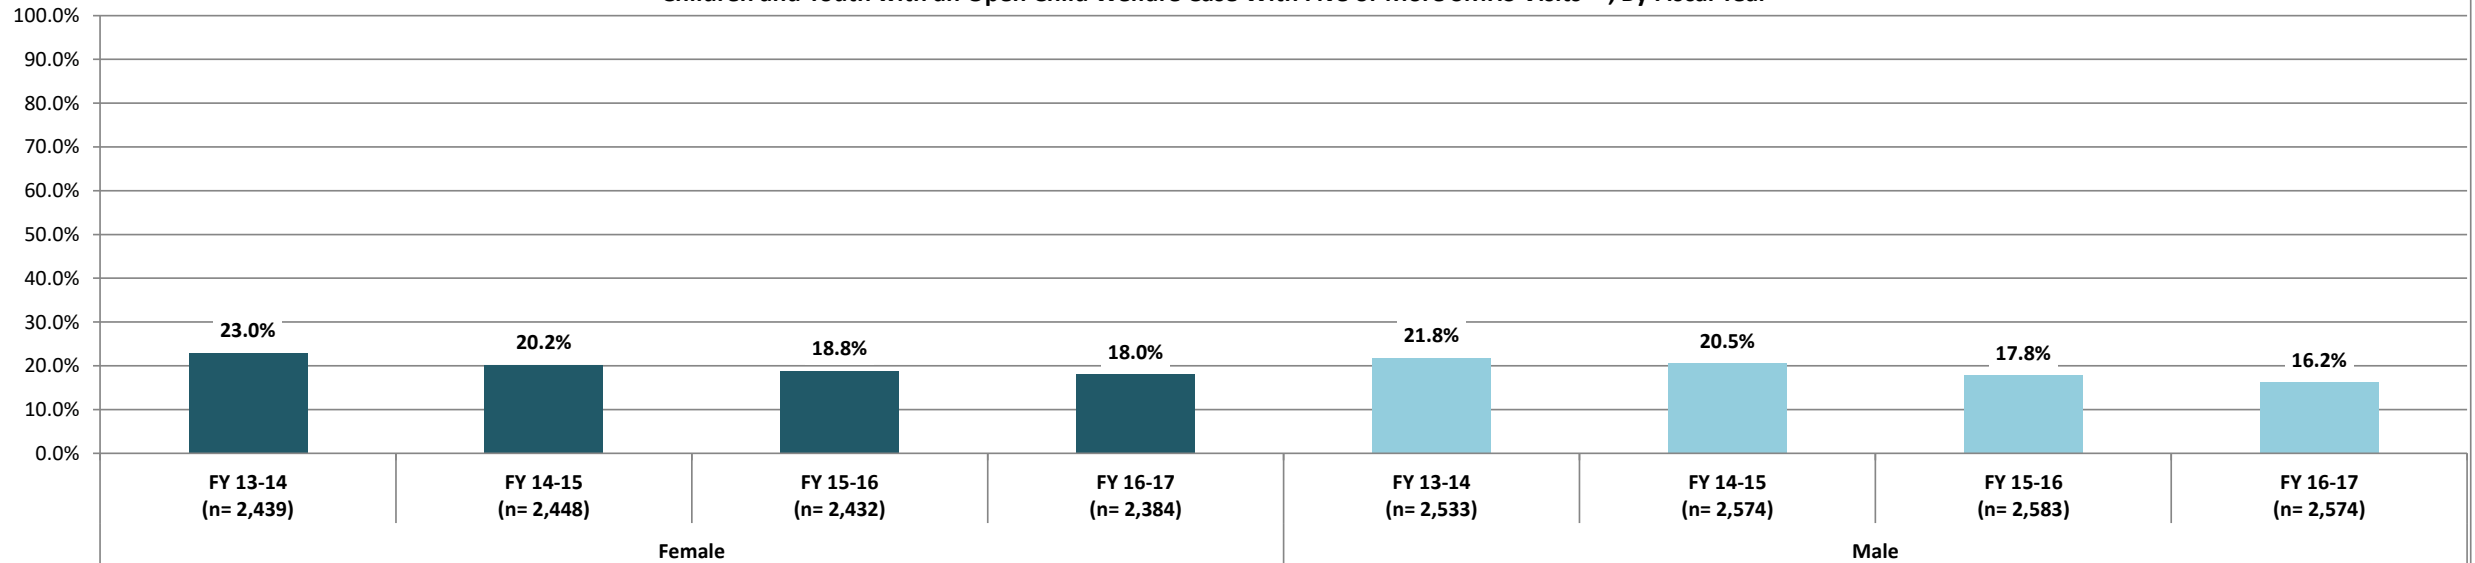 100.0%
90.0%
80.0%
70.0%
60.0%
50.0%
40.0%
30.0%
20.0%
10.0%
0.0%
23.0%
20.2%
18.8%
18.0%
21.8%
20.5%
17.8%
16.2%
FY 13-14
(n= 2,439)
FY 14-15
(n= 2,448)
FY 15-16
(n= 2,432)
FY 16-17
(n= 2,384)
FY 13-14
(n= 2,533)
FY 14-15
(n= 2,574)
FY 15-16
(n= 2,583)
FY 16-17
(n= 2,574)
Female
Male